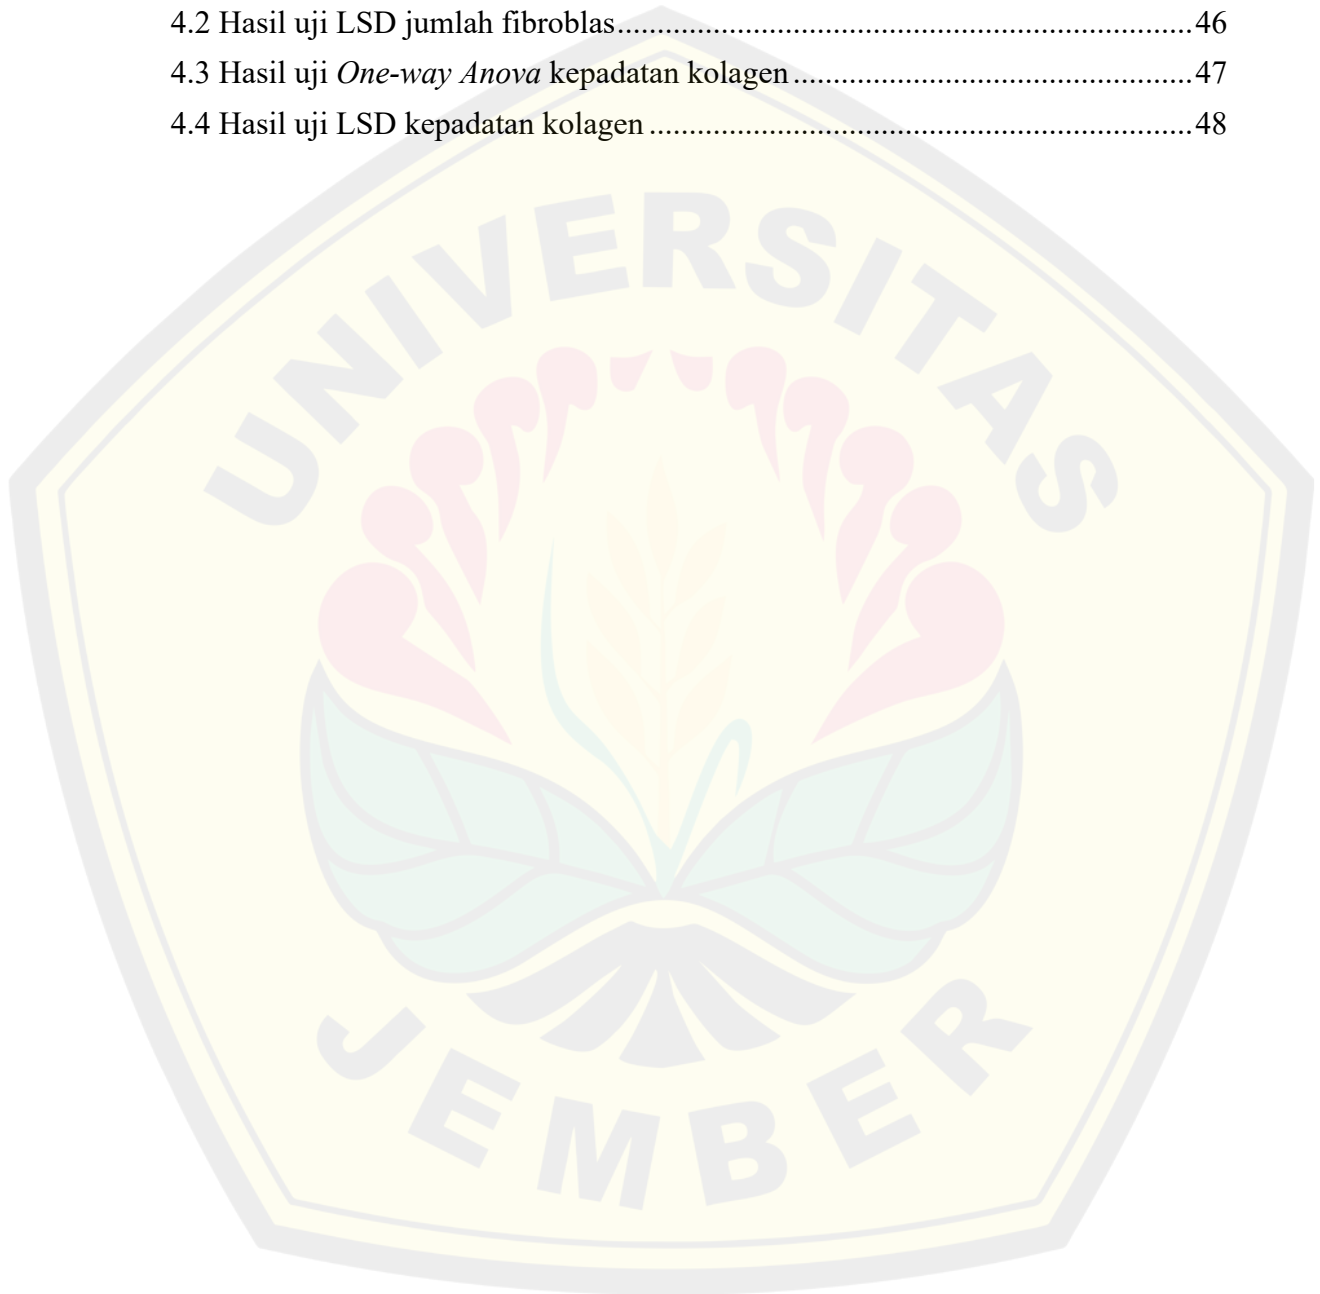 4.2 Hasil uji LSD jumlah fibroblas........................................................................46
4.3 Hasil uji One-way Anova kepadatan kolagen..................................................47
4.4 Hasil uji LSD kepadatan kolagen....................................................................48
UNIVERSITAS
JEMBER